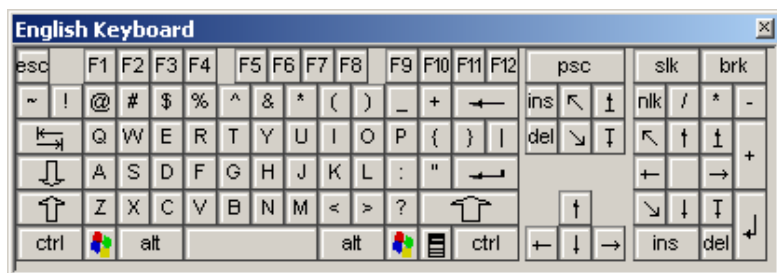 English Keyboard
esc F1 F2 F3 F4 F5 F6 F7 F8 F9 F10 F11 F12 psc slk brk
~ ! @ # $ % ^ & * ( ) _ + ins nlk / * -
Q W E R T Y U I O P { } | del +
A S D F G H J K L : "
Z X C V B N M < > ?
ctrl alt alt ctrl ins del